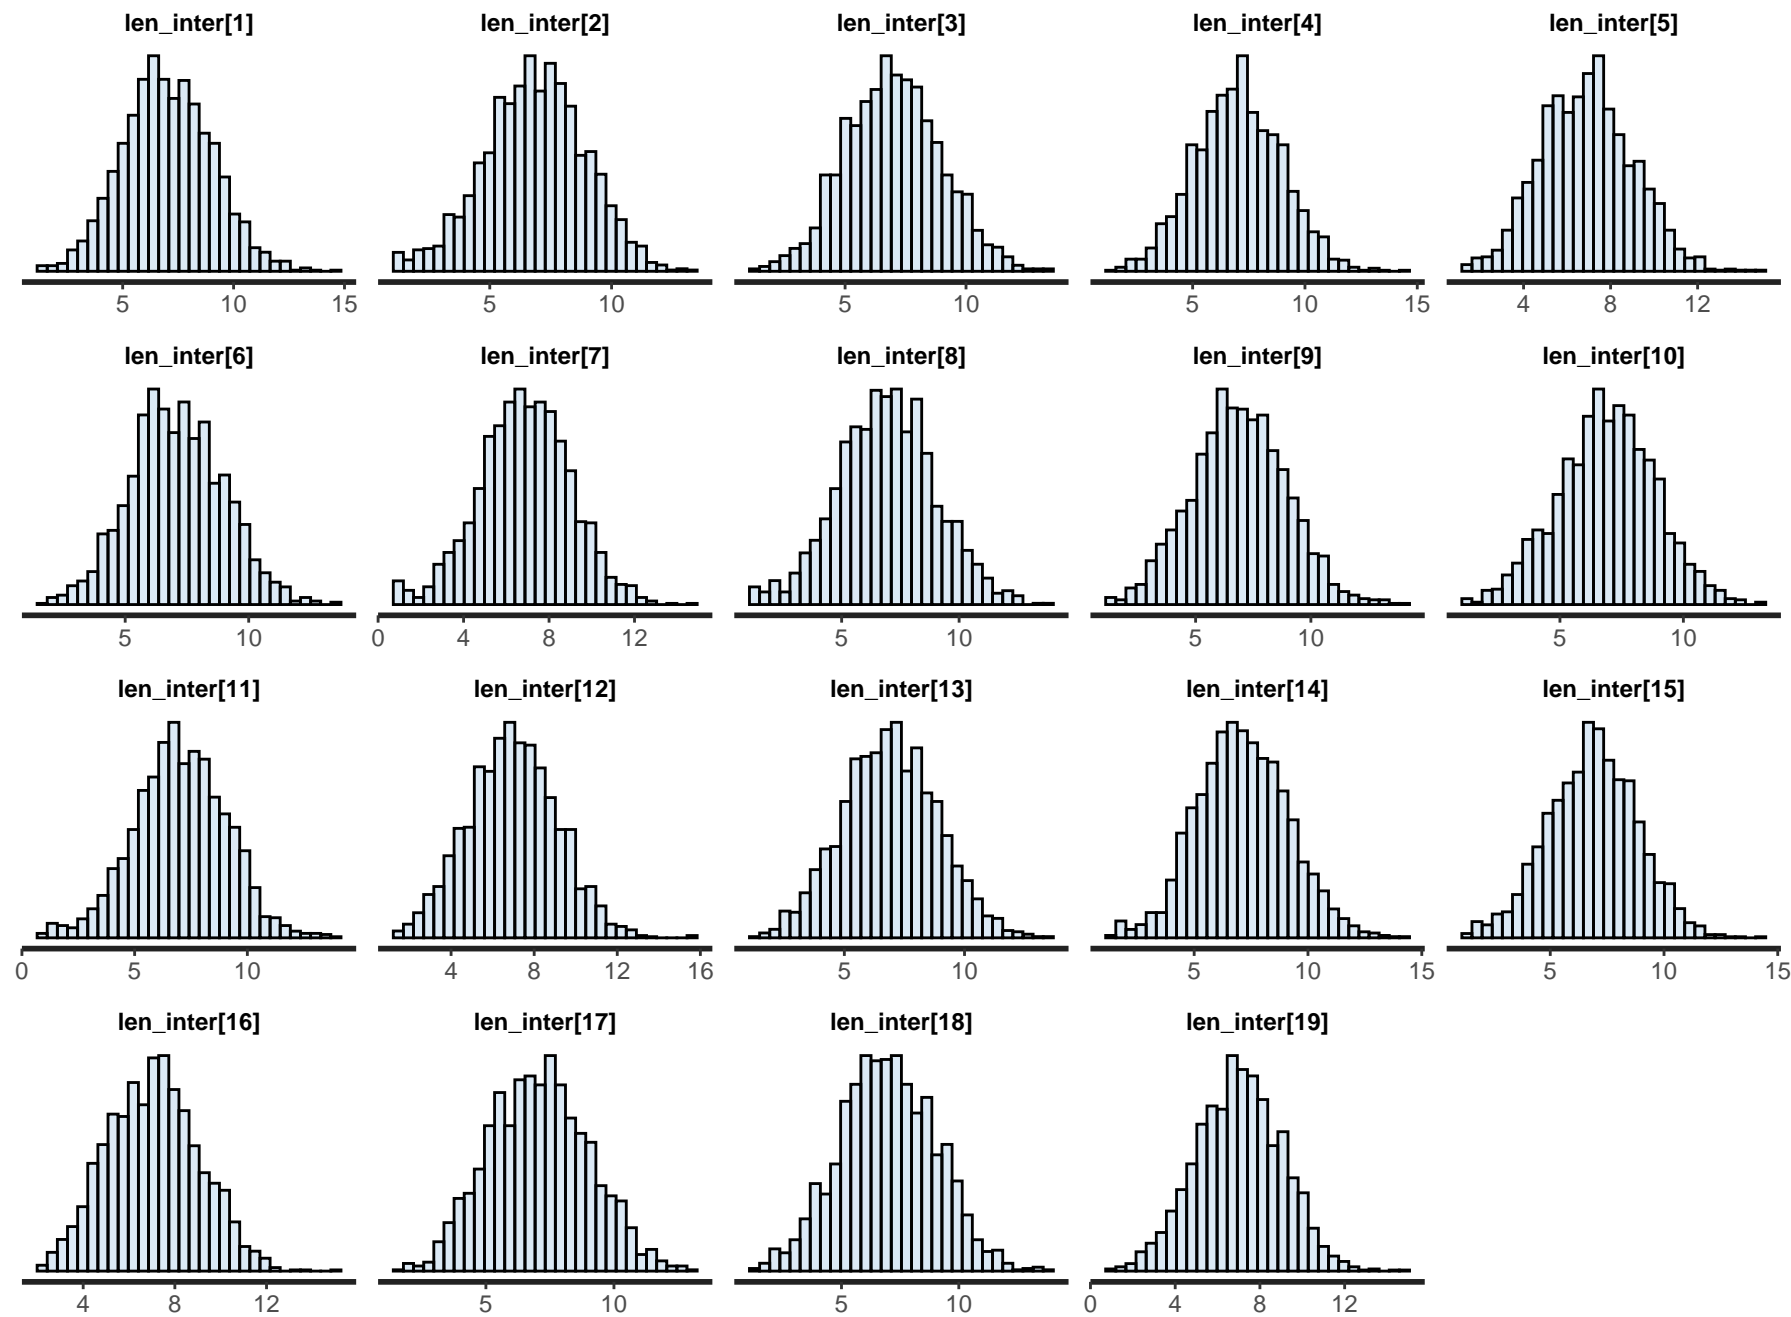 len_inter[1] len_inter[2] len_inter[3] len_inter[4] len_inter[5]
5 10 15 5 10 5 10 5 10 15 4 8 12
len_inter[6] len_inter[7] len_inter[8] len_inter[9] len_inter[10]
5 10 0 4 8 12 5 10 5 10 5 10
len_inter[11] len_inter[12] len_inter[13] len_inter[14] len_inter[15]
0 5 10 4 8 12 16 5 10 5 10 15 5 10 15
len_inter[16] len_inter[17] len_inter[18] len_inter[19]
4 8 12 5 10 5 10 0 4 8 12